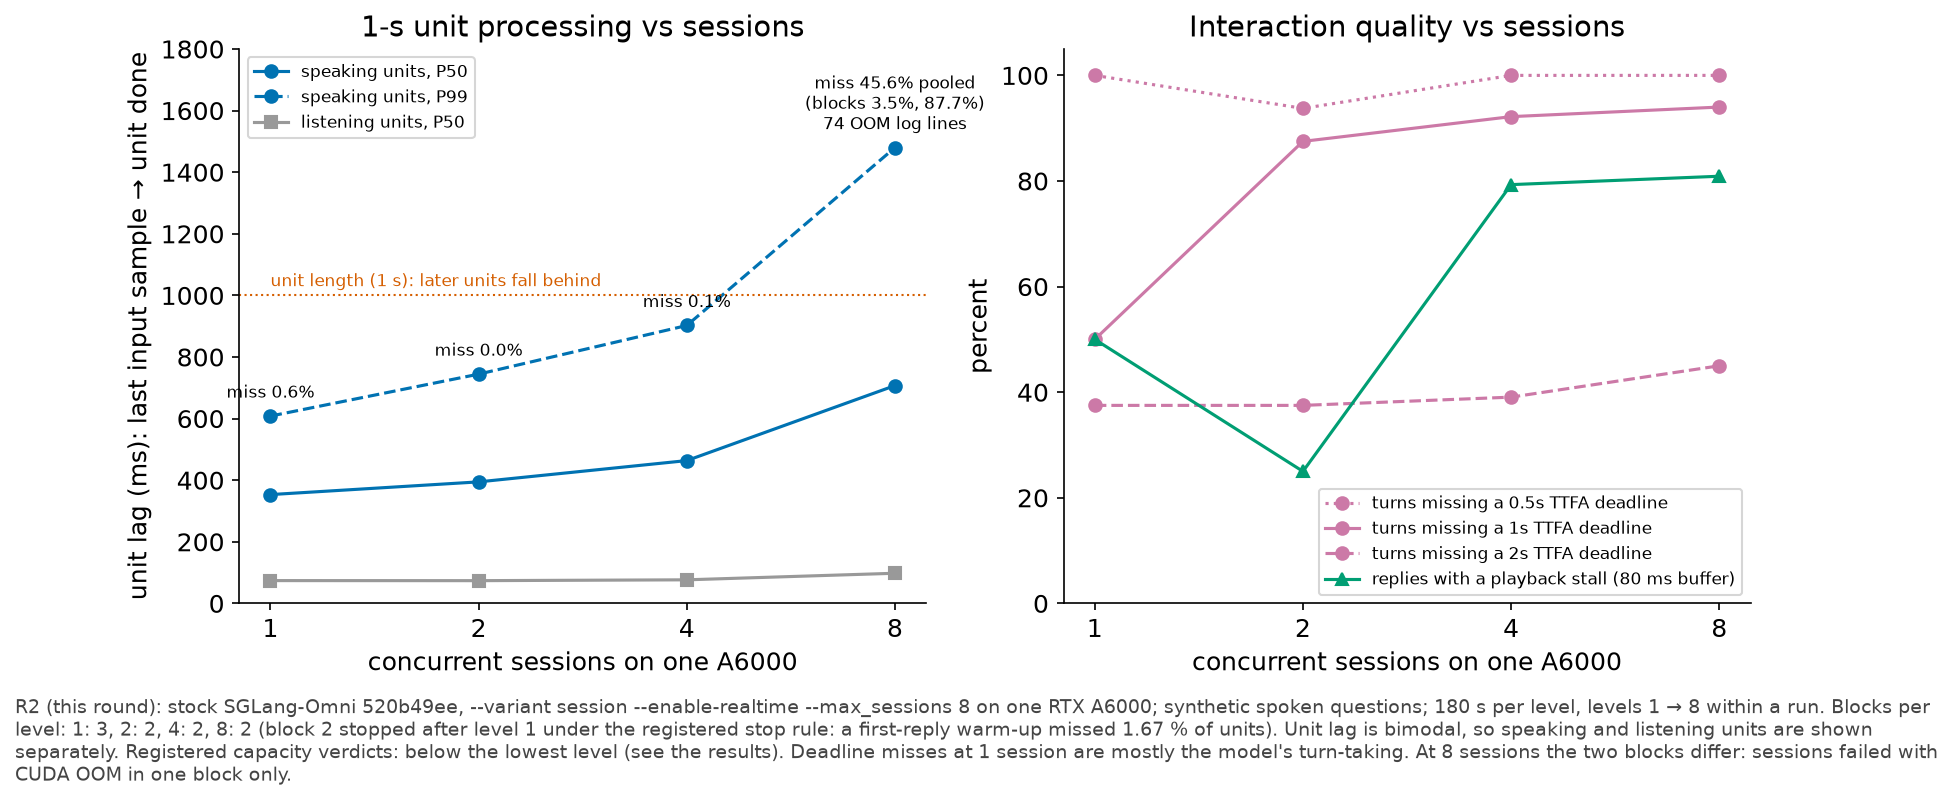 1-s unit processing vs sessions
unit lag (ms): last input sample → unit done
1800
1600
1400
1200
1000
800
600
400
200
0
speaking units, P50
speaking units, P99
listening units, P50
miss 45.6% pooled
(blocks 3.5%, 87.7%)
74 OOM log lines
unit length (1 s): later units fall behind
miss 0.1%
miss 0.0%
miss 0.6%
1
2
4
8
concurrent sessions on one A6000
Interaction quality vs sessions
percent
100
80
60
40
20
0
turns missing a 0.5s TTFA deadline
turns missing a 1s TTFA deadline
turns missing a 2s TTFA deadline
replies with a playback stall (80 ms buffer)
1
2
4
8
concurrent sessions on one A6000
R2 (this round): stock SGLang-Omni 520b49ee, --variant session --enable-realtime --max_sessions 8 on one RTX A6000; synthetic spoken questions; 180 s per level, levels 1 → 8 within a run. Blocks per
level: 1: 3, 2: 2, 4: 2, 8: 2 (block 2 stopped after level 1 under the registered stop rule: a first-reply warm-up missed 1.67 % of units). Unit lag is bimodal, so speaking and listening units are shown
separately. Registered capacity verdicts: below the lowest level (see the results). Deadline misses at 1 session are mostly the model's turn-taking. At 8 sessions the two blocks differ: sessions failed with
CUDA OOM in one block only.